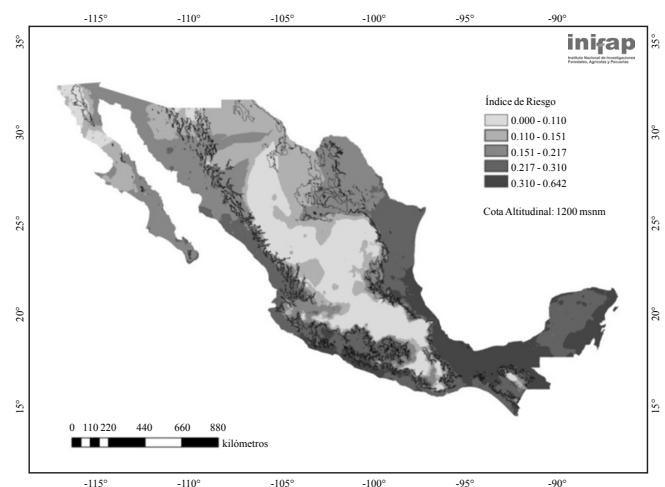 -115° -110° -105° -100° -95° -90°
35°
35°
inifap
Instituto Nacional de Investigaciones
Forestales, Agrícolas y Pecuarias
Índice de Riesgo
0.000 - 0.110
0.110 - 0.151
0.151 - 0.217
0.217 - 0.310
0.310 - 0.642
Cota Altitudinal: 1200 msnm
30°
30°
25°
25°
20°
20°
15°
15°
0 110 220 440 660 880
kilómetros
-115° -110° -105° -100° -95° -90°